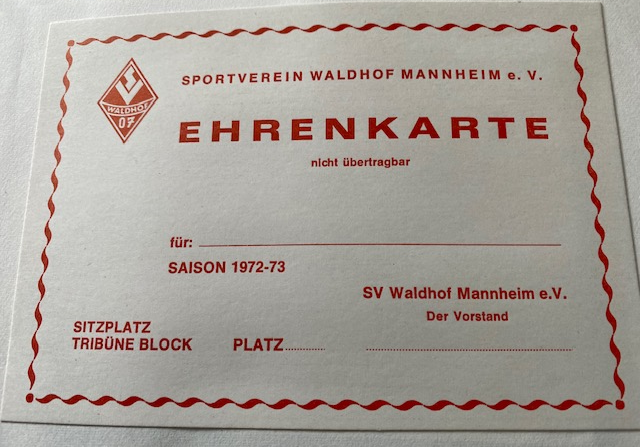 SV
WALDHOF
07
SPORTVEREIN WALDHOF MANNHEIM e. V.
EHRENKARTE
nicht übertragbar
für:
SAISON 1972-73
SV Waldhof Mannheim e.V.
Der Vorstand
SITZPLATZ
TRIBÜNE BLOCK PLATZ